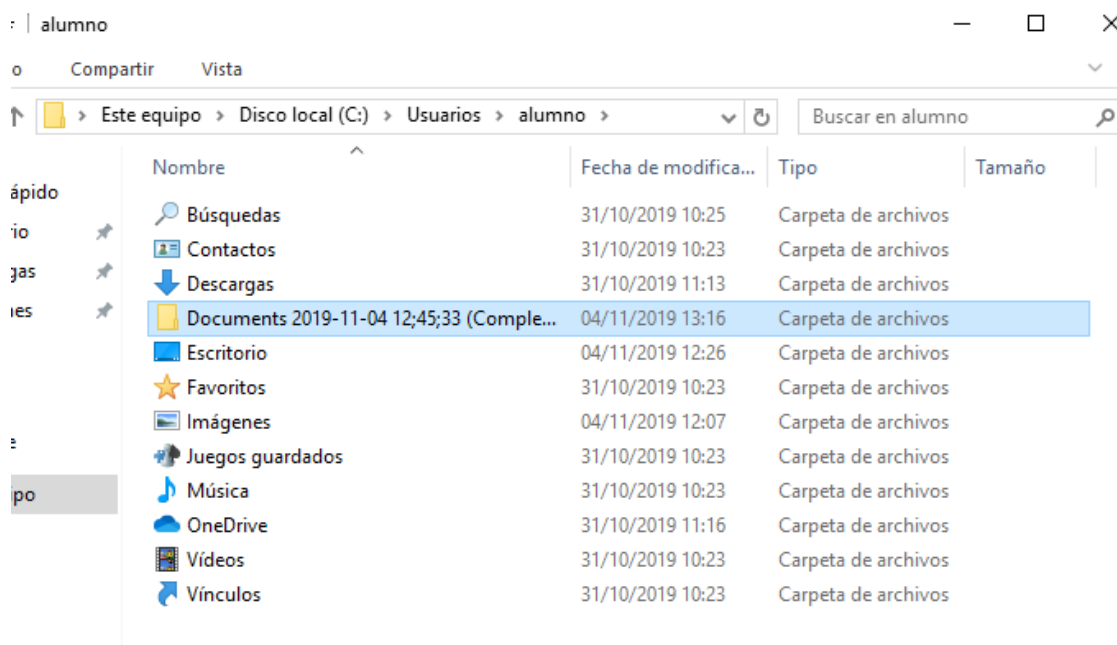 alumno
Compartir Vista
Este equipo > Disco local (C:) > Usuarios > alumno >
Buscar en alumno
Nombre Fecha de modifica... Tipo Tamaño
ápido
Búsquedas 31/10/2019 10:25 Carpeta de archivos
Contactos 31/10/2019 10:23 Carpeta de archivos
Descargas 31/10/2019 11:13 Carpeta de archivos
Documents 2019-11-04 12;45;33 (Comple... 04/11/2019 13:16 Carpeta de archivos
Escritorio 04/11/2019 12:26 Carpeta de archivos
Favoritos 31/10/2019 10:23 Carpeta de archivos
Imágenes 04/11/2019 12:07 Carpeta de archivos
Juegos guardados 31/10/2019 10:23 Carpeta de archivos
Música 31/10/2019 10:23 Carpeta de archivos
ipo
OneDrive 31/10/2019 11:16 Carpeta de archivos
Vídeos 31/10/2019 10:23 Carpeta de archivos
Vínculos 31/10/2019 10:23 Carpeta de archivos